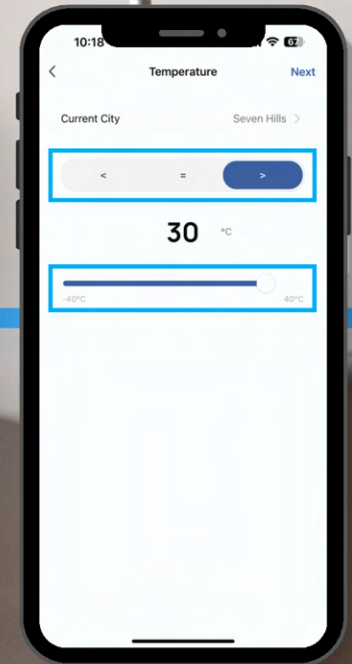 10:18 67
Temperature Next
Current City Seven Hills >
< = >
30 °C
-40°C 40°C